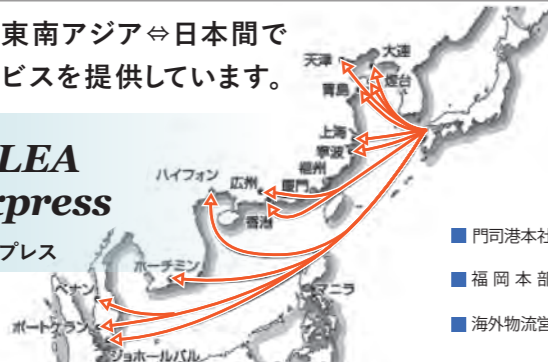 東南アジア⇔日本間で
ビスを提供しています。
LEA
press
プレス
天津
大連
煙台
青島
上海
寧波
福州
厦門
広州
香港
ハイフォン
ホーチミン
マニラ
ペナン
ポートケラン
ジョホールバル
■ 門司港本社
■ 福岡本部
■ 海外物流営